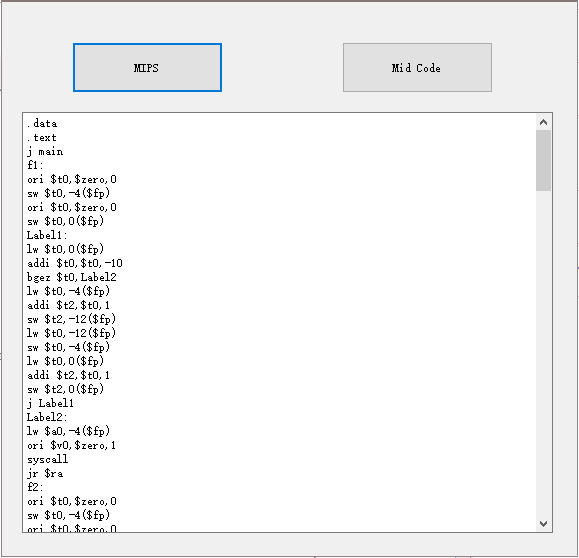 MIPS
Mid Code
.data
.text
j main
f1:
ori $t0,$zero,0
sw $t0,-4($fp)
ori $t0,$zero,0
sw $t0,0($fp)
Label1:
lw $t0,0($fp)
addi $t0,$t0,-10
bgez $t0,Label2
lw $t0,-4($fp)
addi $t2,$t0,1
sw $t2,-12($fp)
lw $t0,-12($fp)
sw $t0,-4($fp)
lw $t0,0($fp)
addi $t2,$t0,1
sw $t2,0($fp)
j Label1
Label2:
lw $a0,-4($fp)
ori $v0,$zero,1
syscall
jr $ra
f2:
ori $t0,$zero,0
sw $t0,-4($fp)
ori $t0,$zero,0